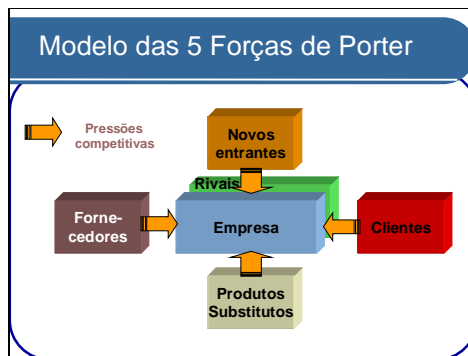 Modelo das 5 Forças de Porter
Pressões
competitivas
Novos
entrantes
Rivais
Forne-
cedores
Empresa
Clientes
Produtos
Substitutos